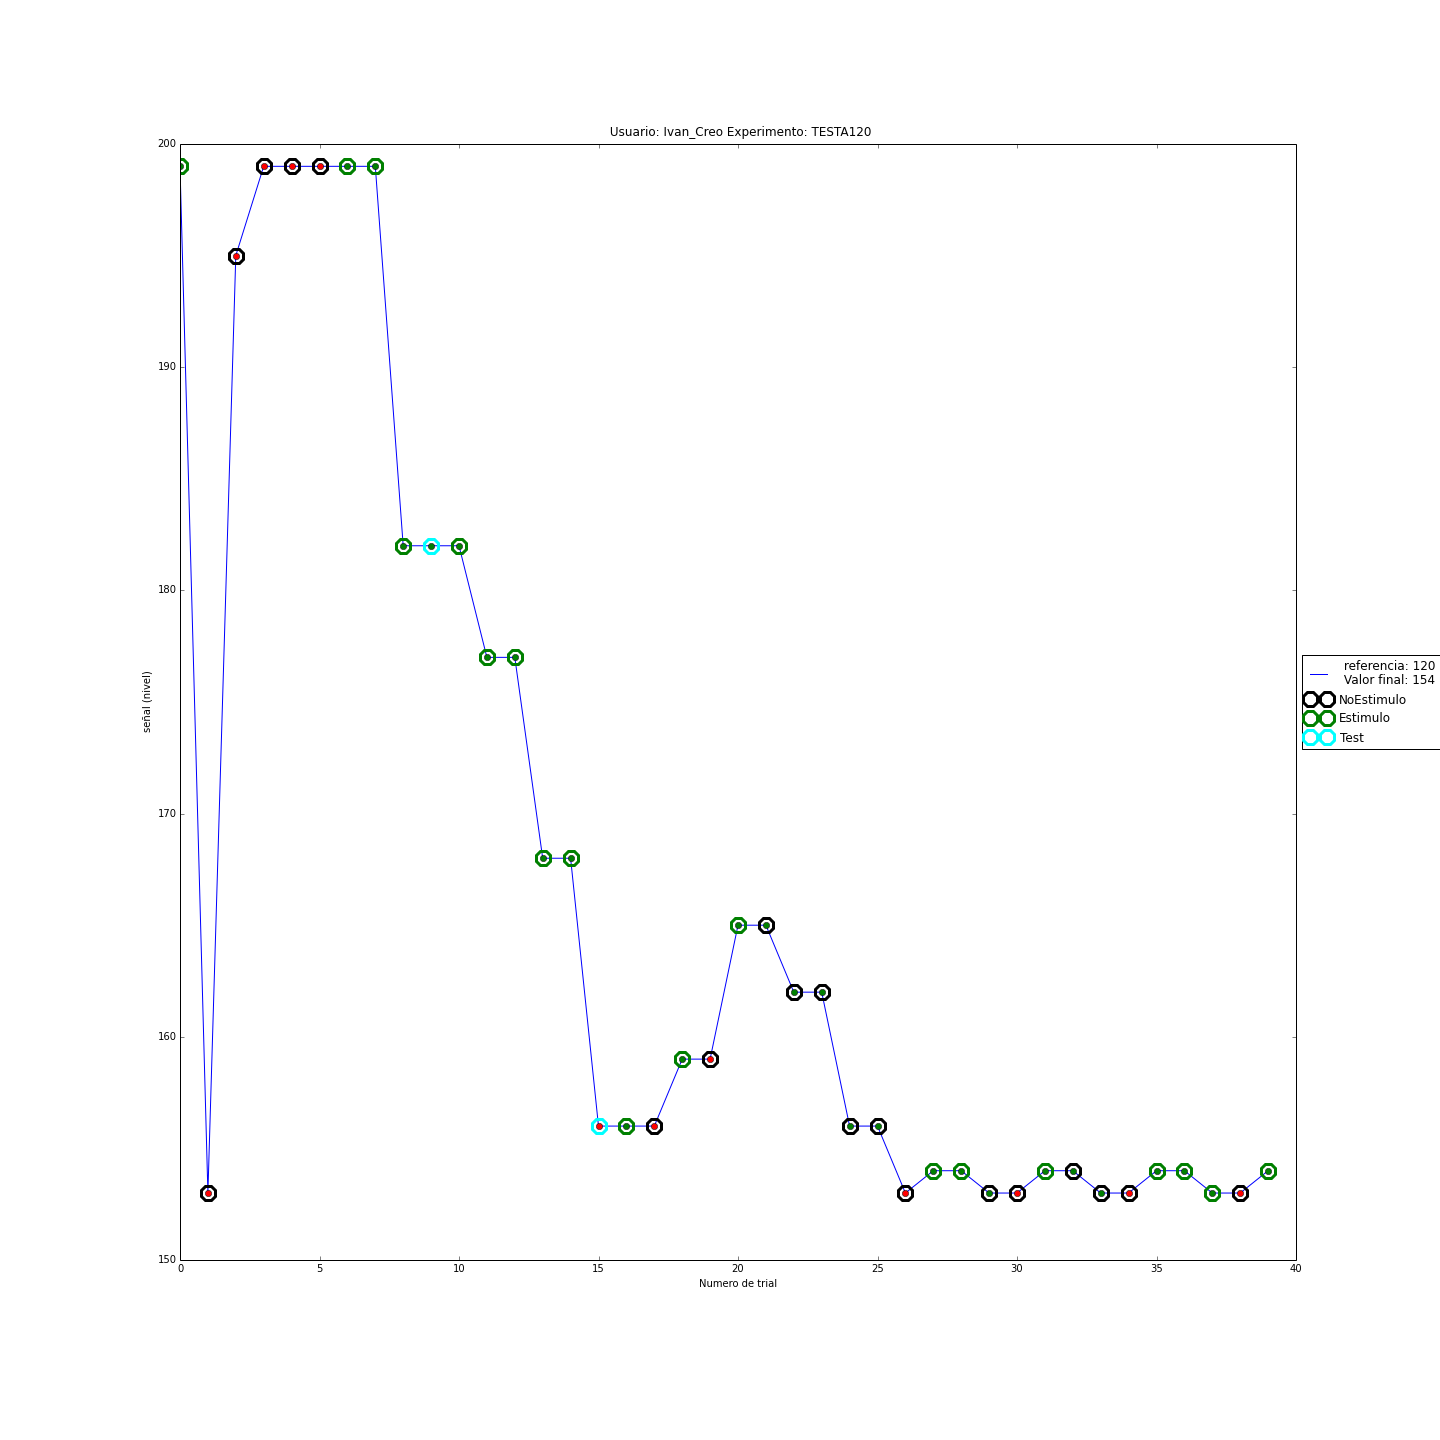 Usuario: Ivan_Creo Experimento: TESTA120
200
190
180
170
160
150
señal (nivel)
0 5 10 15 20 25 30 35 40
Numero de trial
referencia: 120
Valor final: 154
NoEstimulo
Estimulo
Test